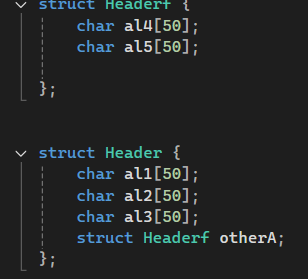 struct Headerf {
char al4[50];
char al5[50];
};
struct Header {
char al1[50];
char al2[50];
char al3[50];
struct Headerf otherA;
};